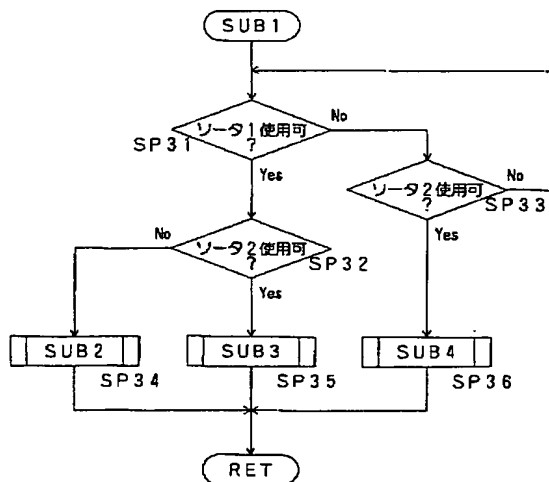 SUB1
No
ソータ1使用可
?
SP31
Yes
No
ソータ2使用可
?
SP33
No
ソータ2使用可
?
SP32
Yes
Yes
SUB2
SUB3
SUB4
SP34
SP35
SP36
RET